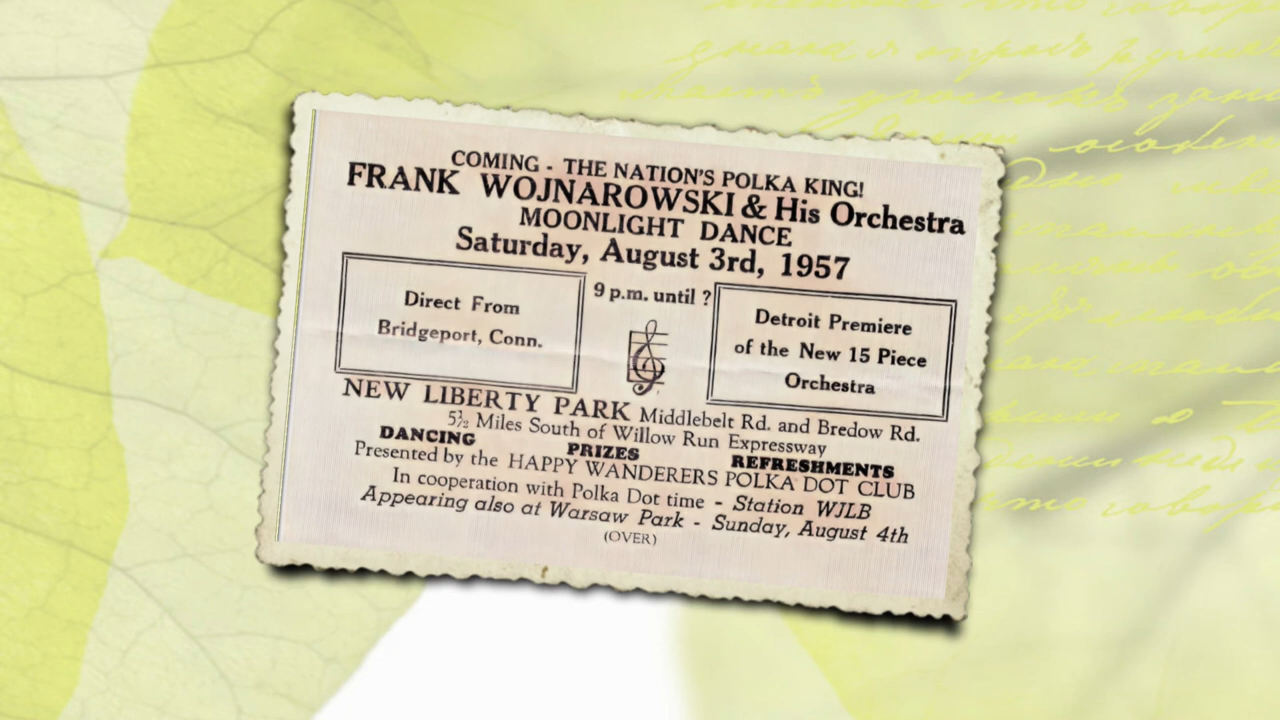 COMING - THE NATION'S POLKA KING!
FRANK WOJNAROWSKI & His Orchestra
MOONLIGHT DANCE
Saturday, August 3rd, 1957
Direct From
Bridgeport, Conn.
9 p.m. until ?
Detroit Premiere
of the New 15 Piece
Orchestra
NEW LIBERTY PARK Middlebelt Rd. and Bredow Rd.
5½ Miles South of Willow Run Expressway
DANCING PRIZES REFRESHMENTS
Presented by the HAPPY WANDERERS POLKA DOT CLUB
In cooperation with Polka Dot time - Station WJLB
Appearing also at Warsaw Park - Sunday, August 4th
(OVER)